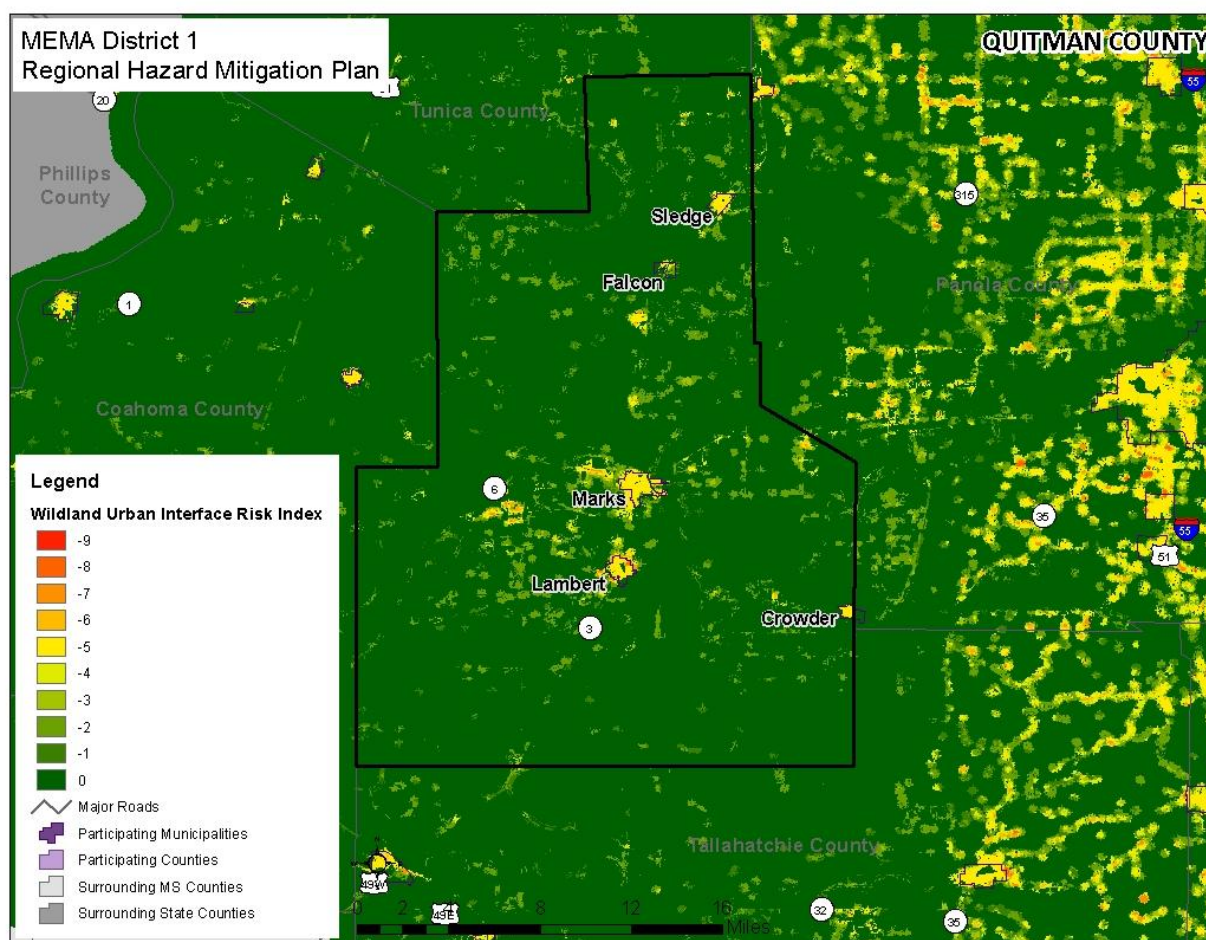 MEMA District 1
Regional Hazard Mitigation Plan
QUITMAN COUNTY
20
55
Tunica County
Phillips
County
315
Sledge
Falcon
Panola County
1
Coahoma County
6
Marks
35
55
51
Lambert
Crowder
3
Tallahatchie County
49W
49E
32
35
0 2 4 8 12 16
Miles
Legend
Wildland Urban Interface Risk Index
-9
-8
-7
-6
-5
-4
-3
-2
-1
0
Major Roads
Participating Municipalities
Participating Counties
Surrounding MS Counties
Surrounding State Counties